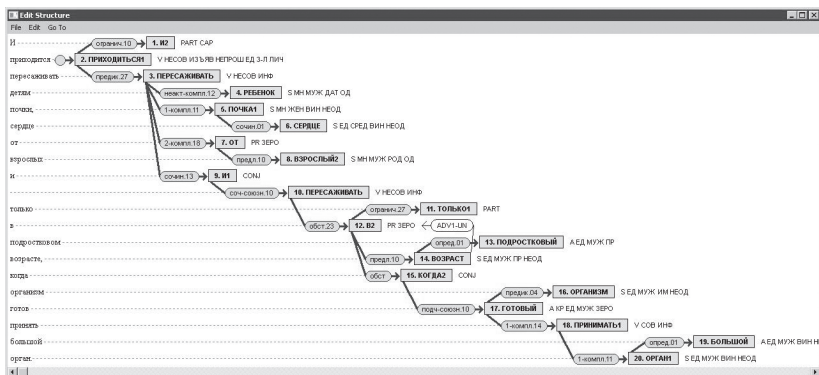 Edit Structure
File Edit Go To
И огранич.10 1. И2 PART CAP
приходится 2. ПРИХОДИТЬСЯ1 V НЕСОВ ИЗЪЯВ НЕПРОШ ЕД 3-Л ЛИЧ
пересаживать предик.27 3. ПЕРЕСАЖИВАТЬ V НЕСОВ ИНФ
детям неакт-компл.12 4. РЕБЕНОК S МН МУЖ ДАТ ОД
почки, 1-компл.11 5. ПОЧКА1 S МН ЖЕН ВИН НЕОД
сердце сочин.01 6. СЕРДЦЕ S ЕД СРЕД ВИН НЕОД
от 2-компл.18 7. ОТ PR ЗЕРО
взрослых предл.10 8. ВЗРОСЛЫЙ2 S МН МУЖ РОД ОД
и сочин.13 9. И1 CONJ
соч-союзн.10 10. ПЕРЕСАЖИВАТЬ V НЕСОВ ИНФ
только огранич.27 11. ТОЛЬКО1 PART
в обст.23 12. В2 PR ЗЕРО ADV1-UN
подростковом опред.01 13. ПОДРОСТКОВЫЙ A ЕД МУЖ ПР
возрасте, предл.10 14. ВОЗРАСТ S ЕД МУЖ ПР НЕОД
когда обст 15. КОГДА2 CONJ
организм предик.04 16. ОРГАНИЗМ S ЕД МУЖ ИМ НЕОД
готов подч-союзн.10 17. ГОТОВЫЙ A КР ЕД МУЖ ЗЕРО
принять 1-компл.14 18. ПРИНИМАТЬ1 V СОВ ИНФ
большой опред.01 19. БОЛЬШОЙ A ЕД МУЖ ВИН Н
орган. 1-компл.11 20. ОРГАН1 S ЕД МУЖ ВИН НЕОД